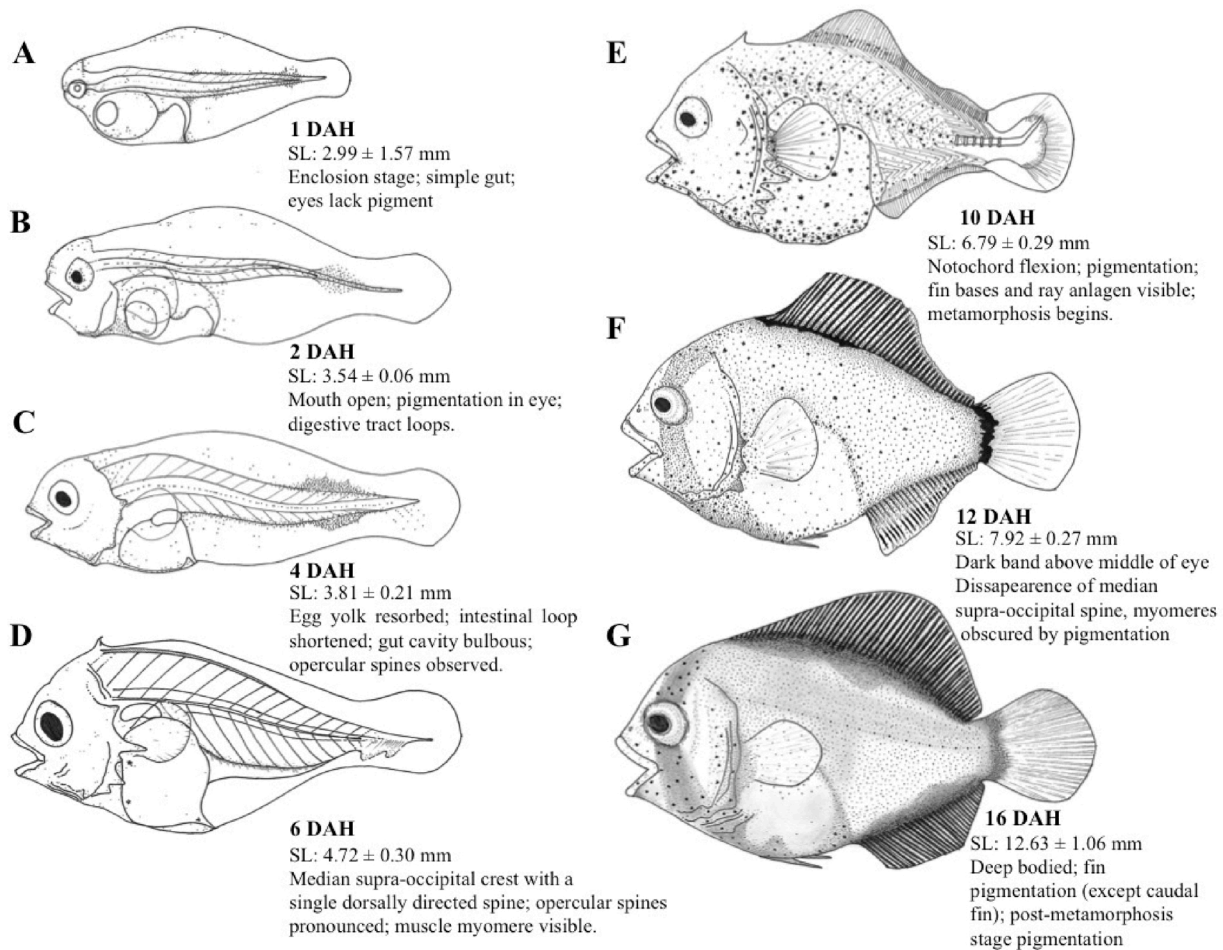 A
1 DAH
SL: 2.99 ± 1.57 mm
Enclosion stage; simple gut;
eyes lack pigment
B
2 DAH
SL: 3.54 ± 0.06 mm
Mouth open; pigmentation in eye;
digestive tract loops.
C
4 DAH
SL: 3.81 ± 0.21 mm
Egg yolk resorbed; intestinal loop
shortened; gut cavity bulbous;
opercular spines observed.
D
6 DAH
SL: 4.72 ± 0.30 mm
Median supra-occipital crest with a
single dorsally directed spine; opercular spines
pronounced; muscle myomere visible.
E
10 DAH
SL: 6.79 ± 0.29 mm
Notochord flexion; pigmentation;
fin bases and ray anlagen visible;
metamorphosis begins.
F
12 DAH
SL: 7.92 ± 0.27 mm
Dark band above middle of eye
Dissapearence of median
supra-occipital spine, myomeres
obscured by pigmentation
G
16 DAH
SL: 12.63 ± 1.06 mm
Deep bodied; fin
pigmentation (except caudal
fin); post-metamorphosis
stage pigmentation